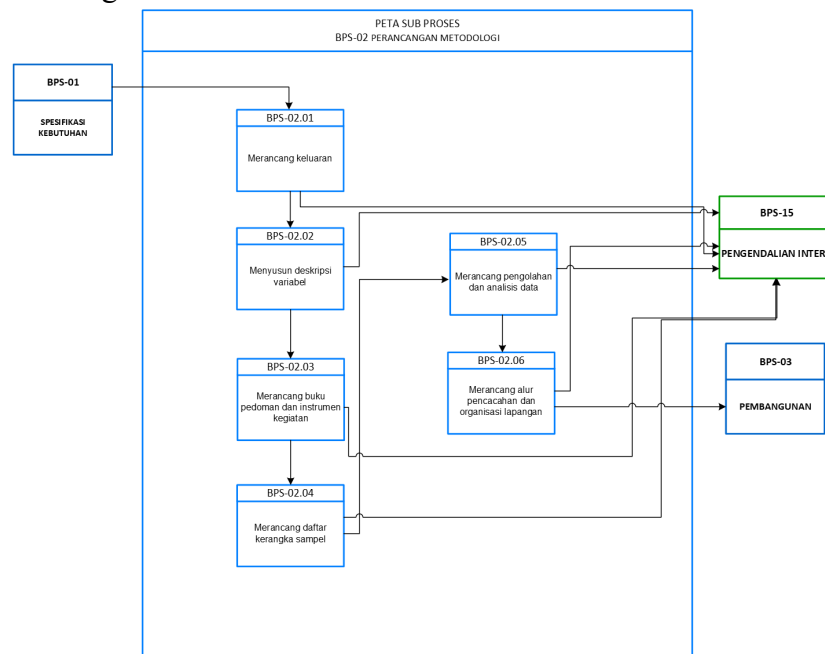 PETA SUB PROSES
BPS-02 PERANCANGAN METODOLOGI
BPS-01
SPESIFIKASI
KEBUTUHAN
BPS-02.01
Merancang keluaran
BPS-02.02
Menyusun deskripsi
variabel
BPS-02.03
Merancang buku
pedoman dan instrumen
kegiatan
BPS-02.04
Merancang daftar
kerangka sampel
BPS-02.05
Merancang pengolahan
dan analisis data
BPS-02.06
Merancang alur
pencacahan dan
organisasi lapangan
BPS-15
PENGENDALIAN INTER
BPS-03
PEMBANGUNAN